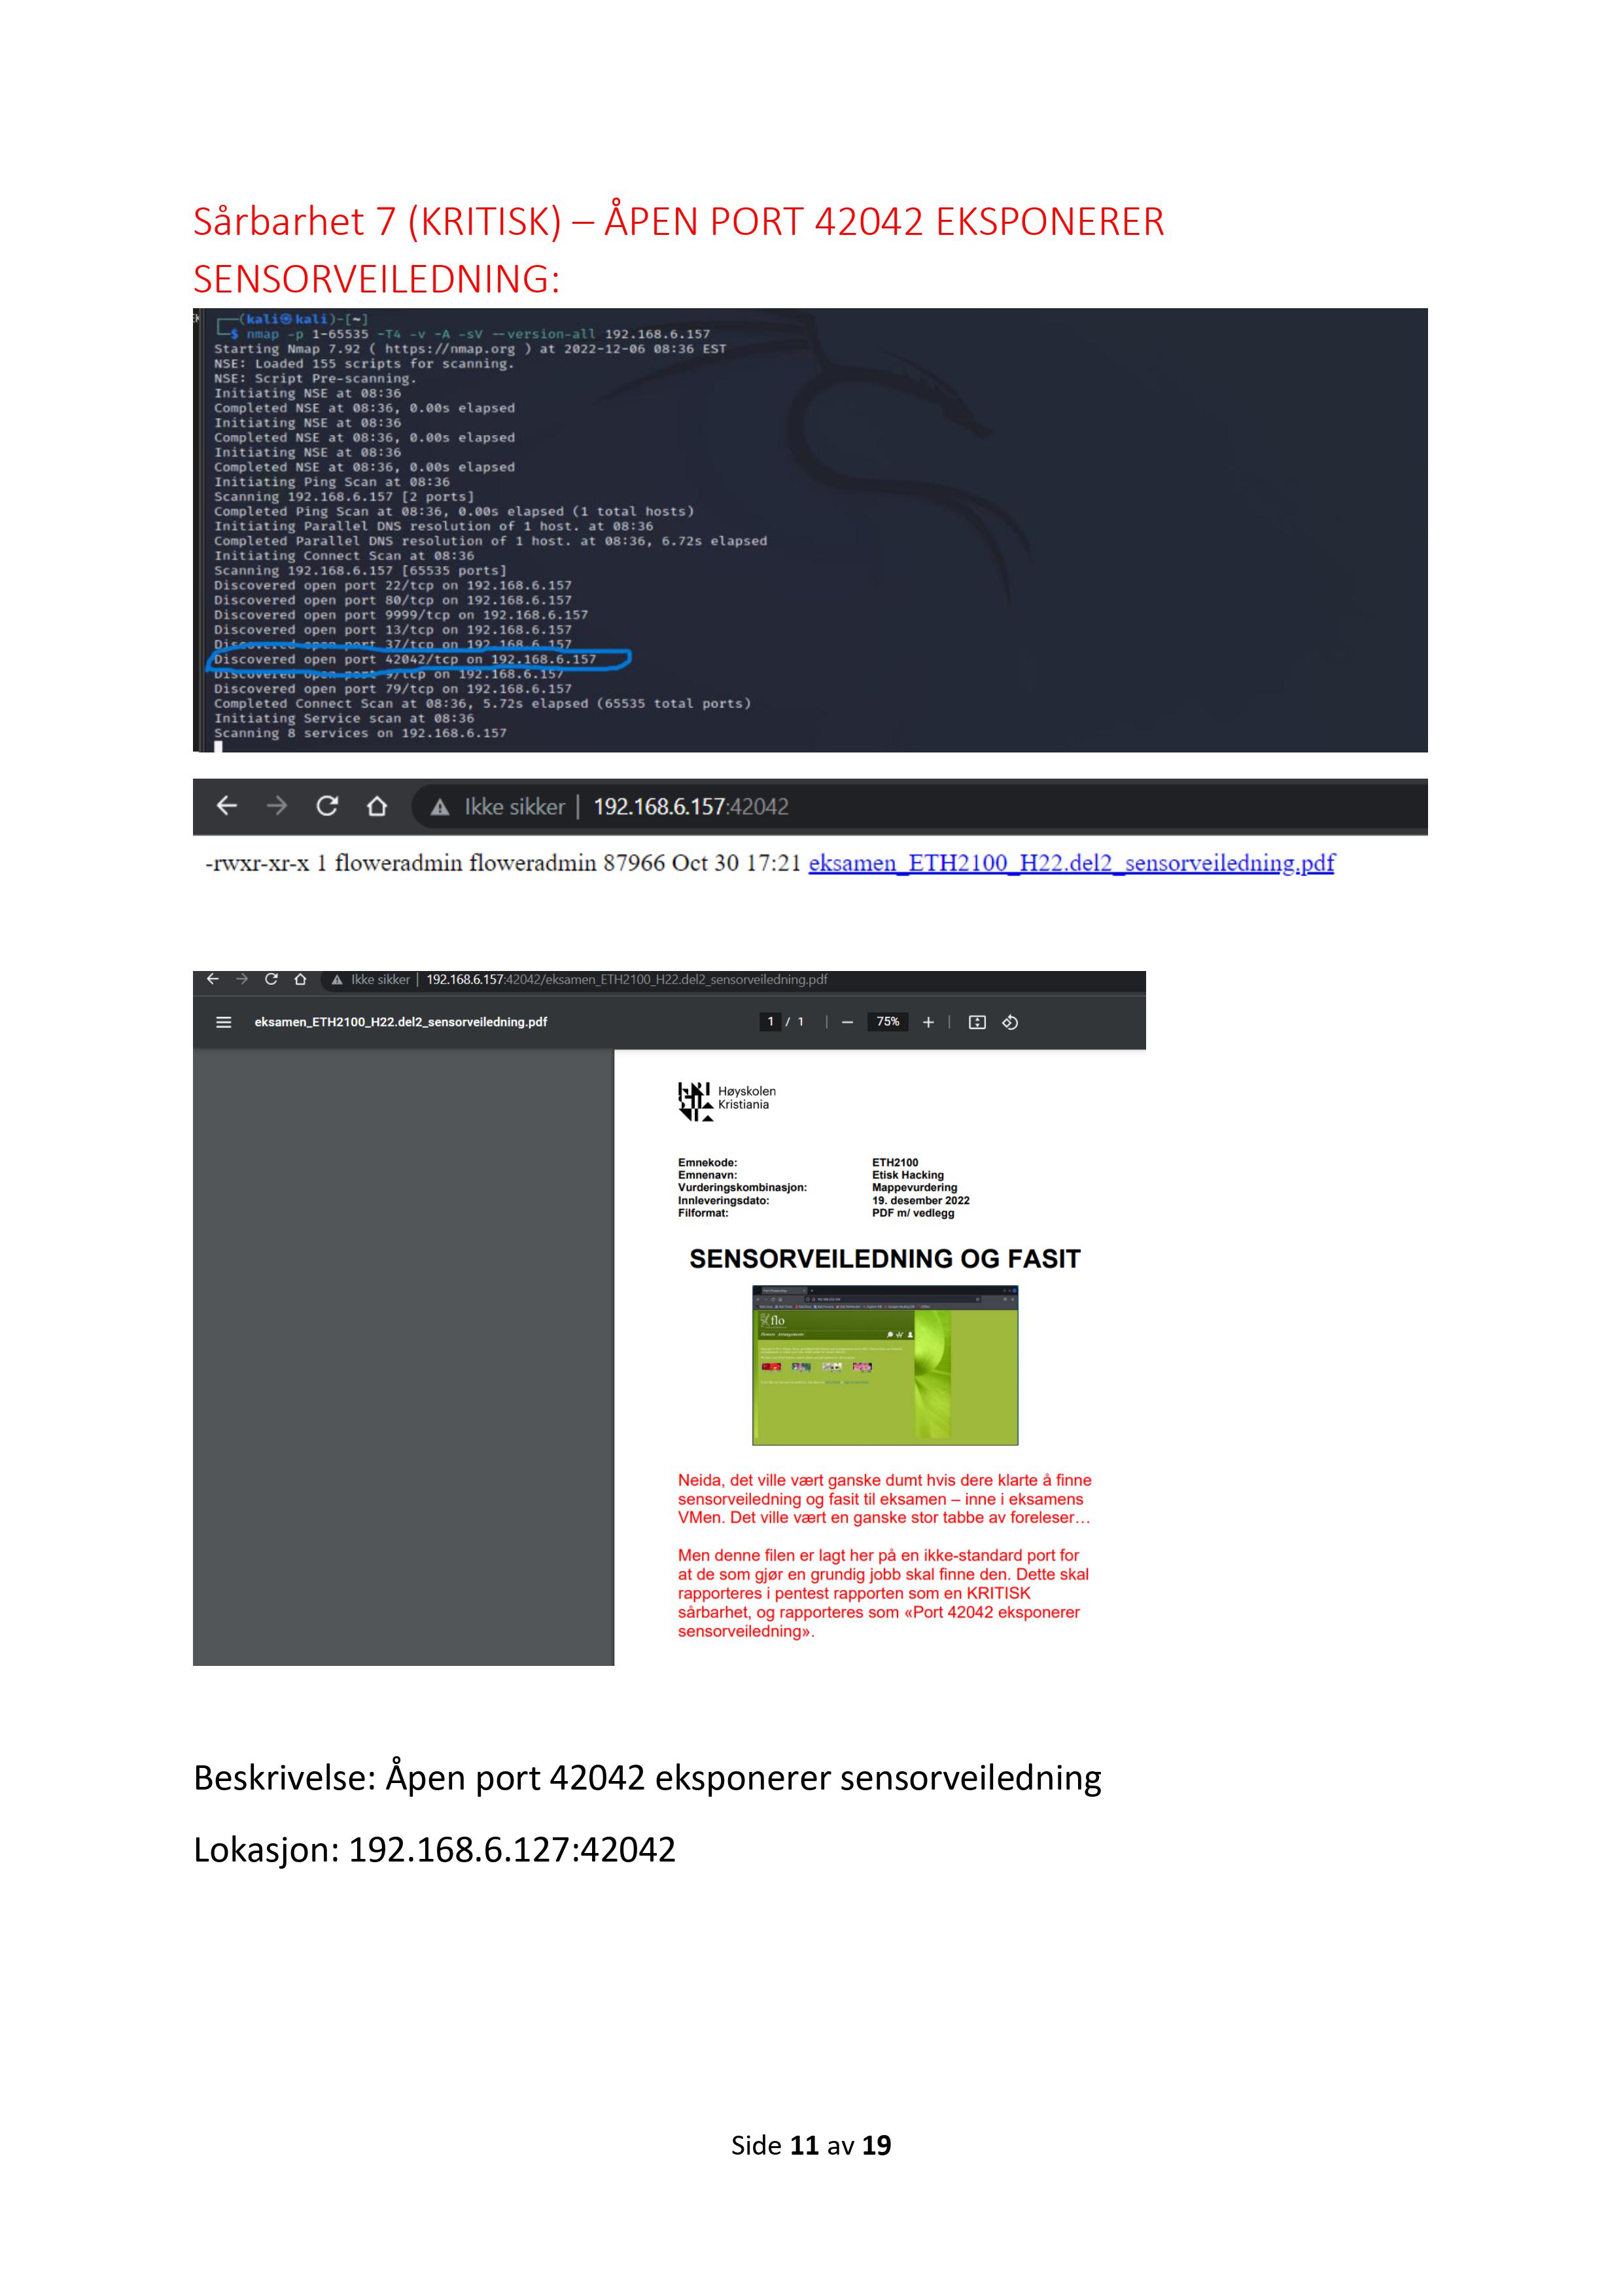 Sårbarhet 7 (KRITISK) – ÅPEN PORT 42042 EKSPONERER
SENSORVEILEDNING:
(kali㉿kali)-[~]
$ nmap -p 1-65535 -T4 -v -A -sV --version-all 192.168.6.157
Starting Nmap 7.92 ( https://nmap.org ) at 2022-12-06 08:36 EST
NSE: Loaded 155 scripts for scanning.
NSE: Script Pre-scanning.
Initiating NSE at 08:36
Completed NSE at 08:36, 0.00s elapsed
Initiating NSE at 08:36
Completed NSE at 08:36, 0.00s elapsed
Initiating NSE at 08:36
Completed NSE at 08:36, 0.00s elapsed
Initiating Ping Scan at 08:36
Scanning 192.168.6.157 [2 ports]
Completed Ping Scan at 08:36, 0.00s elapsed (1 total hosts)
Initiating Parallel DNS resolution of 1 host. at 08:36
Completed Parallel DNS resolution of 1 host. at 08:36, 6.72s elapsed
Initiating Connect Scan at 08:36
Scanning 192.168.6.157 [65535 ports]
Discovered open port 22/tcp on 192.168.6.157
Discovered open port 80/tcp on 192.168.6.157
Discovered open port 9999/tcp on 192.168.6.157
Discovered open port 13/tcp on 192.168.6.157
Discovered open port 37/tcp on 192.168.6.157
Discovered open port 42042/tcp on 192.168.6.157
Discovered open port 9/tcp on 192.168.6.157
Discovered open port 79/tcp on 192.168.6.157
Completed Connect Scan at 08:36, 5.72s elapsed (65535 total ports)
Initiating Service scan at 08:36
Scanning 8 services on 192.168.6.157
Ikke sikker | 192.168.6.157:42042
-rwxr-xr-x 1 floweradmin floweradmin 87966 Oct 30 17:21 eksamen_ETH2100_H22.del2_sensorveiledning.pdf
Ikke sikker | 192.168.6.157:42042/eksamen_ETH2100_H22.del2_sensorveiledning.pdf
eksamen_ETH2100_H22.del2_sensorveiledning.pdf 1 / 1 | — 75% + |
Høyskolen
Kristiania
Emnekode: ETH2100
Emnenavn: Etisk Hacking
Vurderingskombinasjon: Mappevurdering
Innleveringsdato: 19. desember 2022
Filformat: PDF m/ vedlegg
SENSORVEILEDNING OG FASIT
flo
Neida, det ville vært ganske dumt hvis dere klarte å finne
sensorveiledning og fasit til eksamen – inne i eksamens
VMen. Det ville vært en ganske stor tabbe av foreleser…
Men denne filen er lagt her på en ikke-standard port for
at de som gjør en grundig jobb skal finne den. Dette skal
rapporteres i pentest rapporten som en KRITISK
sårbarhet, og rapporteres som «Port 42042 eksponerer
sensorveiledning».
Beskrivelse: Åpen port 42042 eksponerer sensorveiledning
Lokasjon: 192.168.6.127:42042
Side 11 av 19